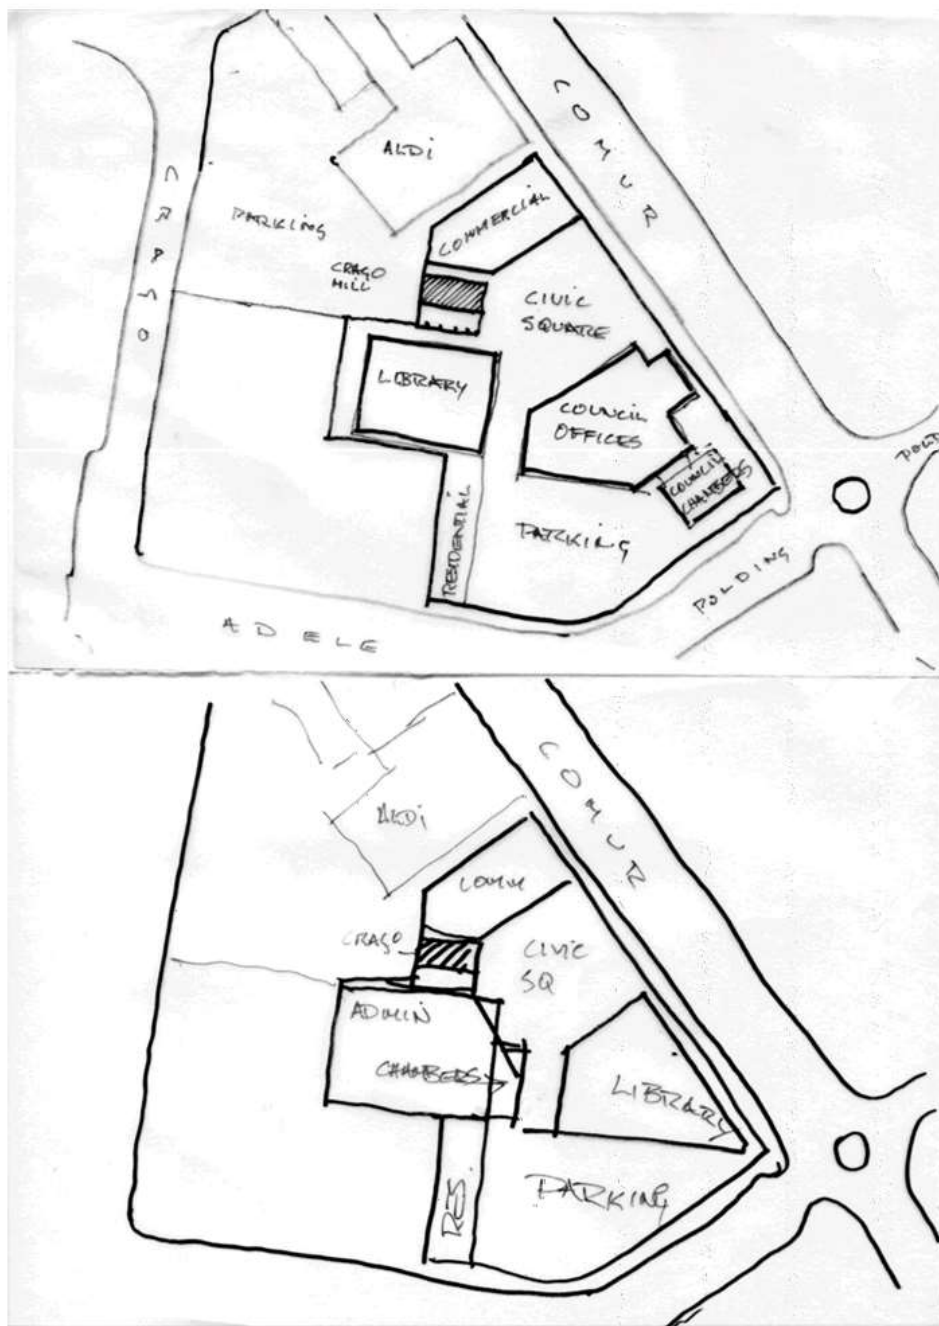 COMUR
ALDI
CRAGO
COMMERCIAL
PARKING
CRAGO
MILL
CIVIC
SQUARE
LIBRARY
COUNCIL
OFFICES
COUNCIL
CHAMBERS
POLD
RESIDENTIAL
PARKING
POLDING
ADELE
COMUR
ALDI
COMM
CRAGO
CIVIC
SQ
ADMIN
CHAMBERS
LIBRARY
RES
PARKING